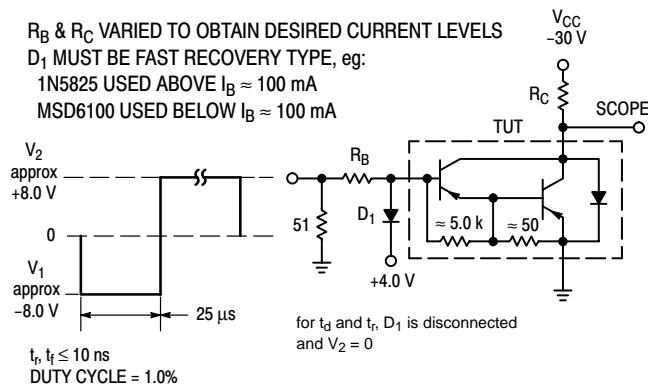 R_B & R_C VARIED TO OBTAIN DESIRED CURRENT LEVELS
D_1 MUST BE FAST RECOVERY TYPE, eg:
1N5825 USED ABOVE I_B ≈ 100 mA
MSD6100 USED BELOW I_B ≈ 100 mA
V_CC
−30 V
R_C
SCOPE
TUT
V_2
approx
+8.0 V
0
V_1
approx
−8.0 V
25 μs
R_B
51
D_1
+4.0 V
≈ 5.0 k
≈ 50
for t_d and t_r, D_1 is disconnected
and V_2 = 0
t_r, t_f ≤ 10 ns
DUTY CYCLE = 1.0%